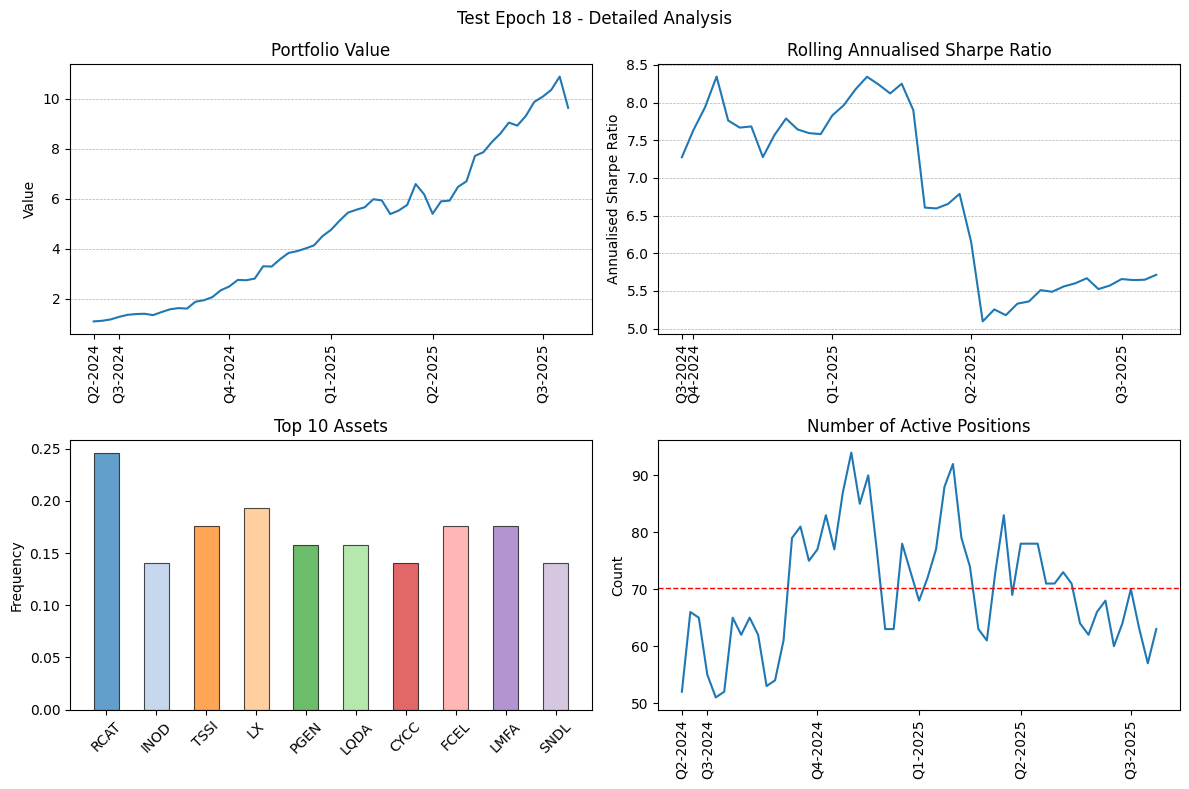 Test Epoch 18 - Detailed Analysis
Portfolio Value
Value
10
8
6
4
2
Q2-2024
Q3-2024
Q4-2024
Q1-2025
Q2-2025
Q3-2025
Rolling Annualised Sharpe Ratio
Annualised Sharpe Ratio
8.5
8.0
7.5
7.0
6.5
6.0
5.5
5.0
Q3-2024
Q4-2024
Q1-2025
Q2-2025
Q3-2025
Top 10 Assets
Frequency
0.25
0.20
0.15
0.10
0.05
0.00
RCAT
INOD
TSSI
LX
PGEN
LQDA
CYCC
FCEL
LMFA
SNDL
Number of Active Positions
Count
90
80
70
60
50
Q2-2024
Q3-2024
Q4-2024
Q1-2025
Q2-2025
Q3-2025